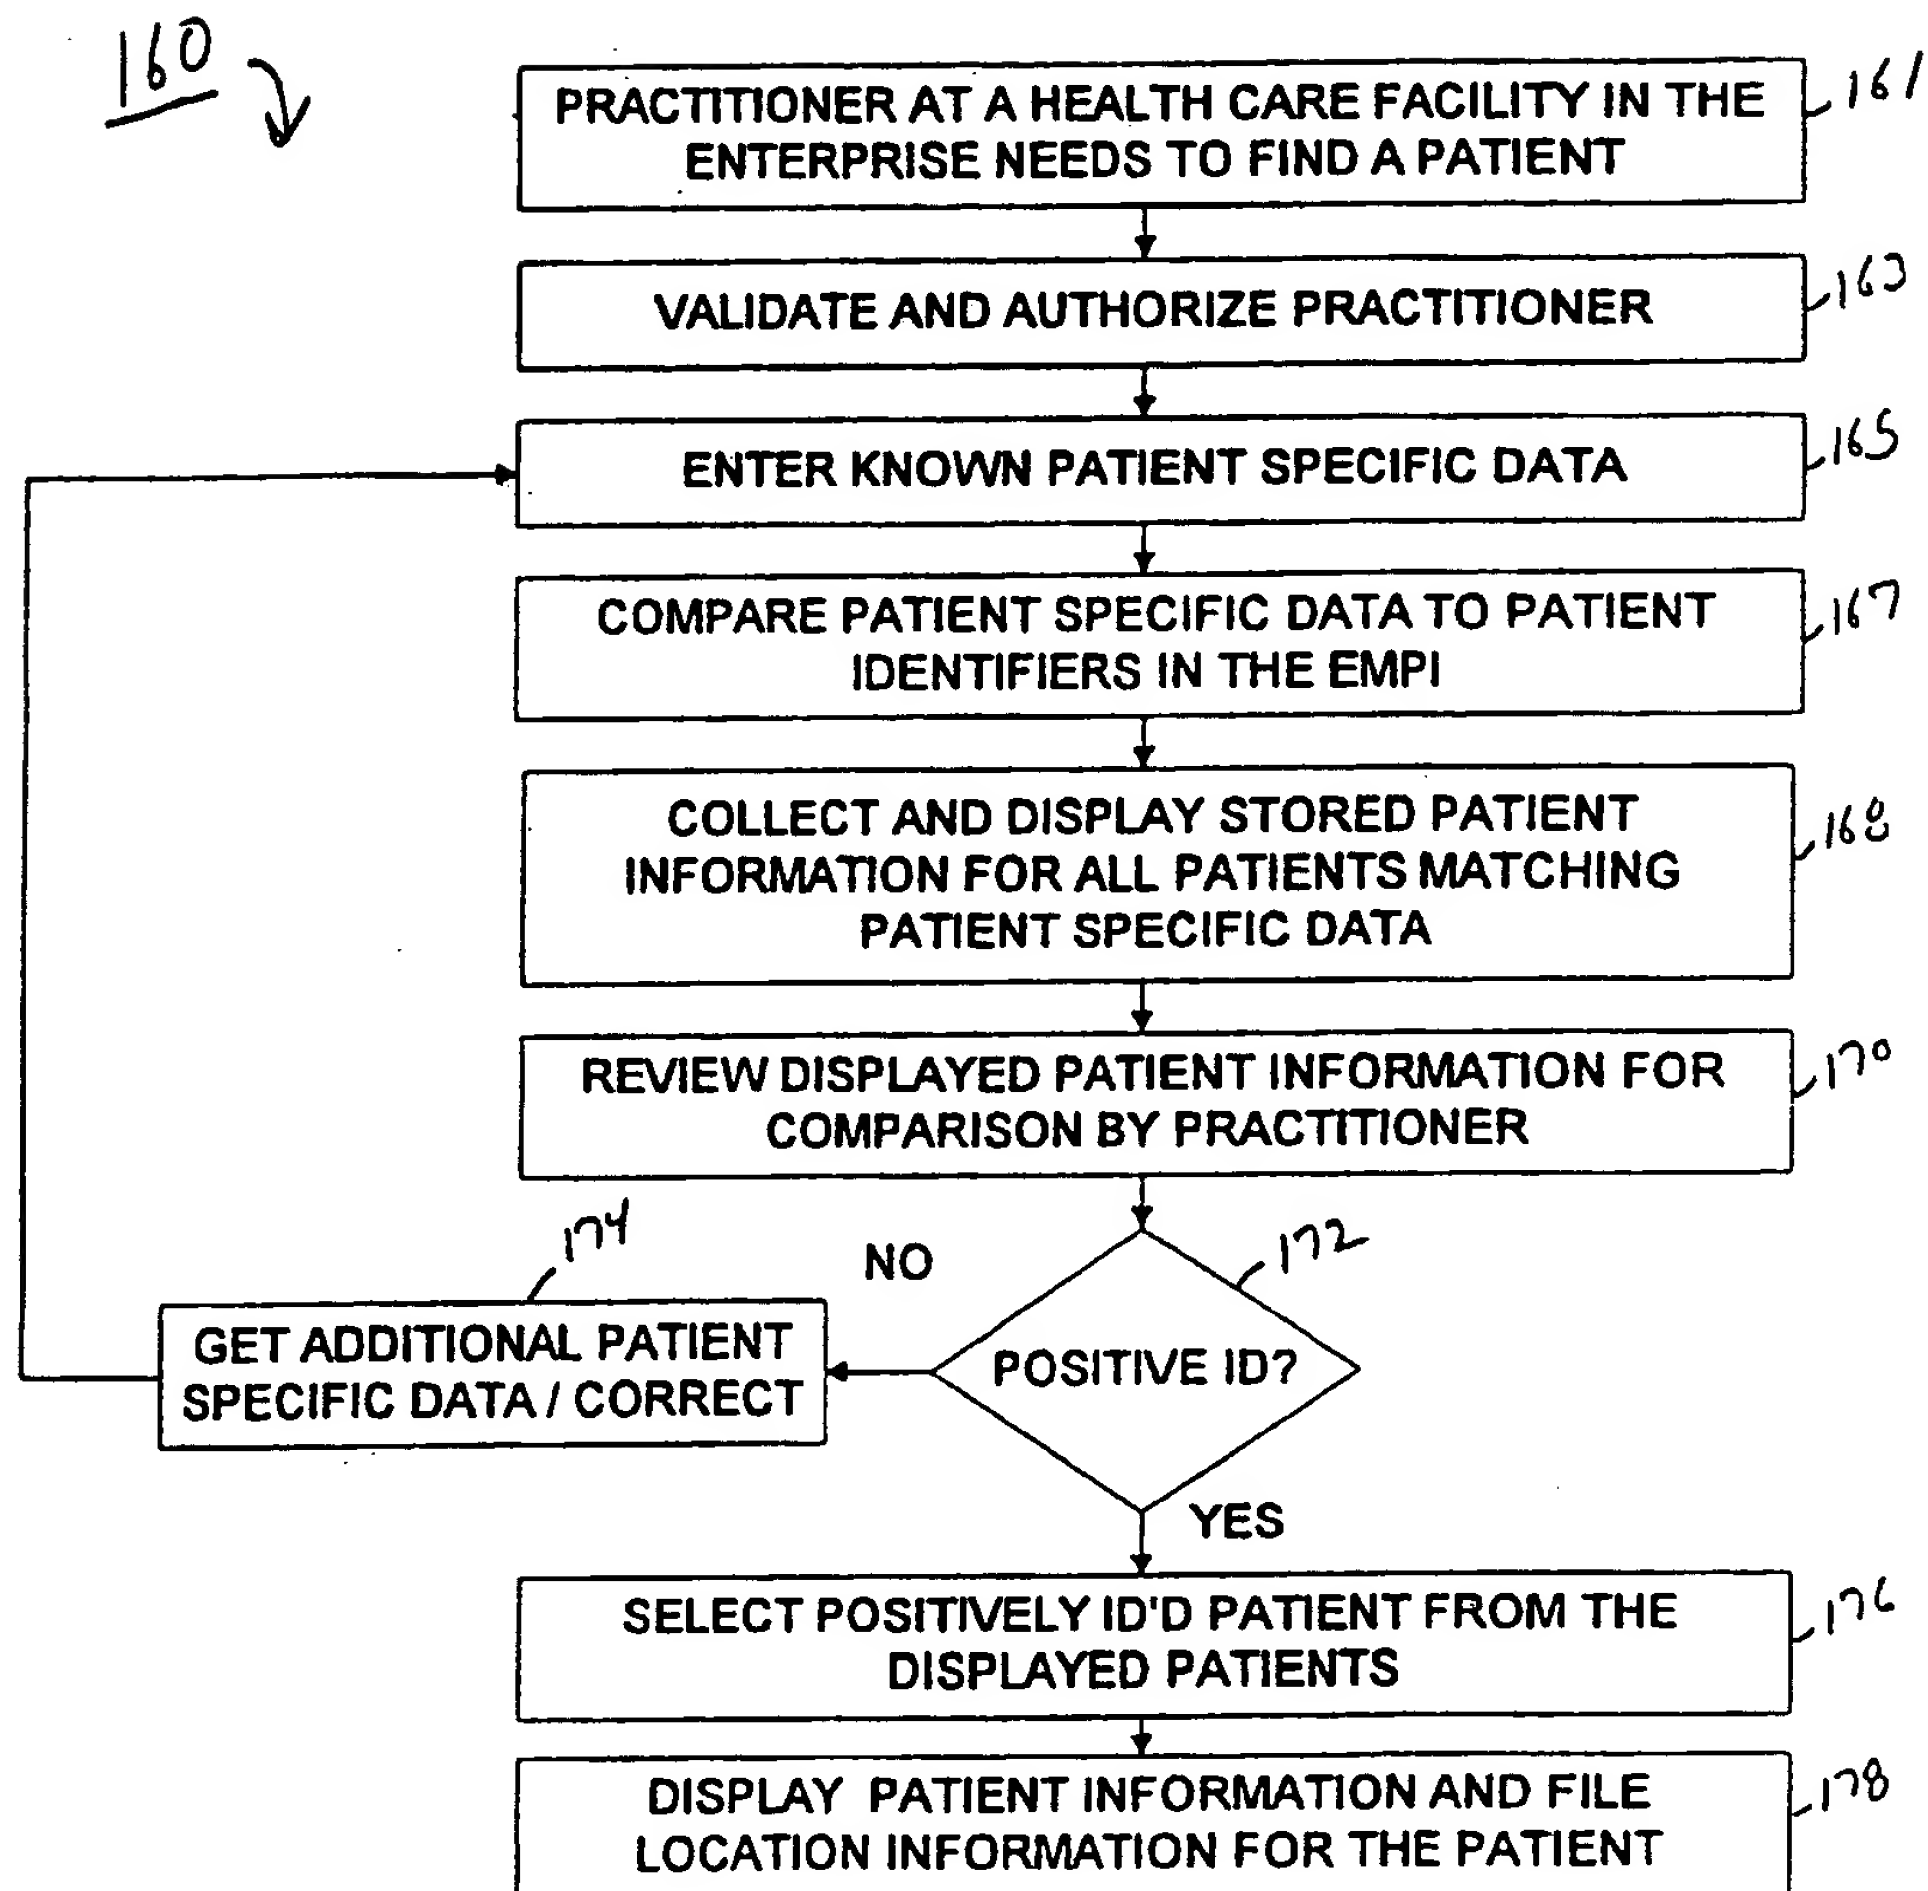 160
PRACTITIONER AT A HEALTH CARE FACILITY IN THE
ENTERPRISE NEEDS TO FIND A PATIENT
161
VALIDATE AND AUTHORIZE PRACTITIONER
163
ENTER KNOWN PATIENT SPECIFIC DATA
165
COMPARE PATIENT SPECIFIC DATA TO PATIENT
IDENTIFIERS IN THE EMPI
167
COLLECT AND DISPLAY STORED PATIENT
INFORMATION FOR ALL PATIENTS MATCHING
PATIENT SPECIFIC DATA
168
REVIEW DISPLAYED PATIENT INFORMATION FOR
COMPARISON BY PRACTITIONER
170
174
NO
172
GET ADDITIONAL PATIENT
SPECIFIC DATA / CORRECT
POSITIVE ID?
YES
SELECT POSITIVELY ID'D PATIENT FROM THE
DISPLAYED PATIENTS
176
DISPLAY PATIENT INFORMATION AND FILE
LOCATION INFORMATION FOR THE PATIENT
178